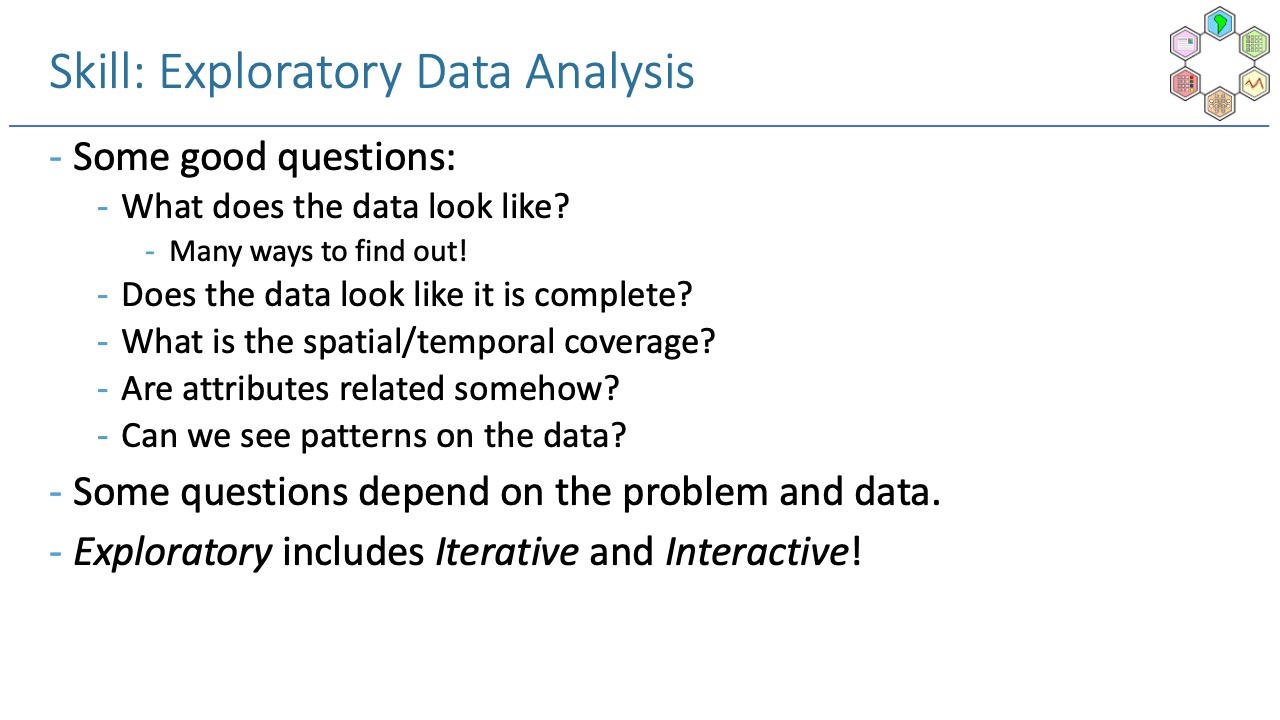 Skill: Exploratory Data Analysis
- Some good questions:
- What does the data look like?
- Many ways to find out!
- Does the data look like it is complete?
- What is the spatial/temporal coverage?
- Are attributes related somehow?
- Can we see patterns on the data?
- Some questions depend on the problem and data.
- Exploratory includes Iterative and Interactive!